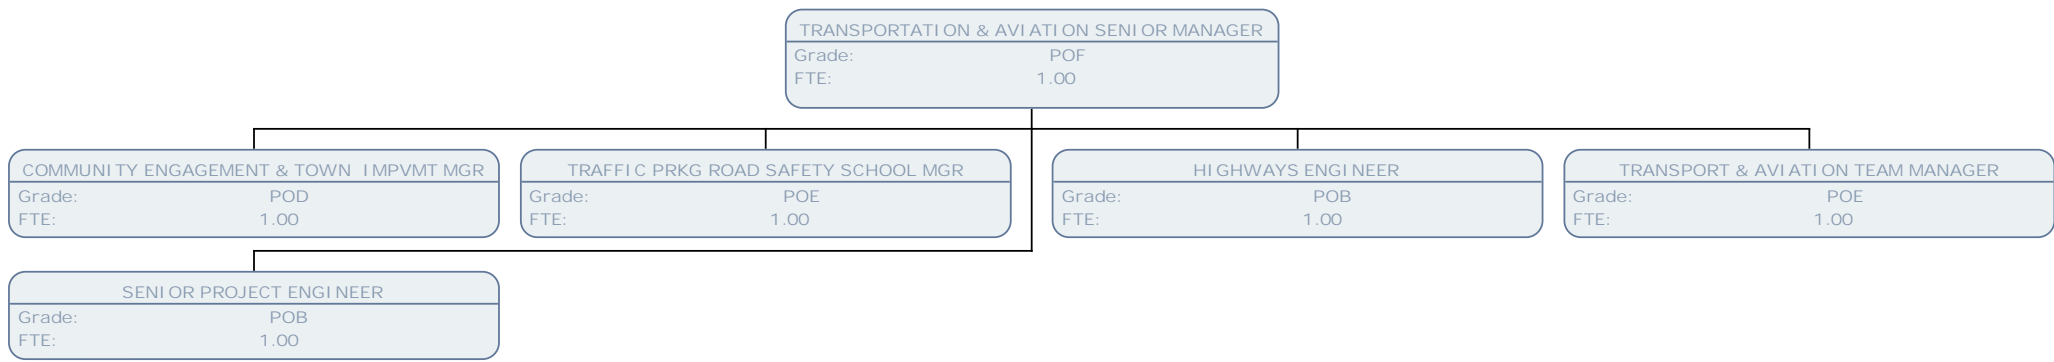 TRANSPORTATION & AVIATION SENIOR MANAGER
Grade: POF
FTE: 1.00
COMMUNITY ENGAGEMENT & TOWN IMPVMT MGR
Grade: POD
FTE: 1.00
TRAFFIC PRKG ROAD SAFETY SCHOOL MGR
Grade: POE
FTE: 1.00
HIGHWAYS ENGINEER
Grade: POB
FTE: 1.00
TRANSPORT & AVIATION TEAM MANAGER
Grade: POE
FTE: 1.00
SENIOR PROJECT ENGINEER
Grade: POB
FTE: 1.00